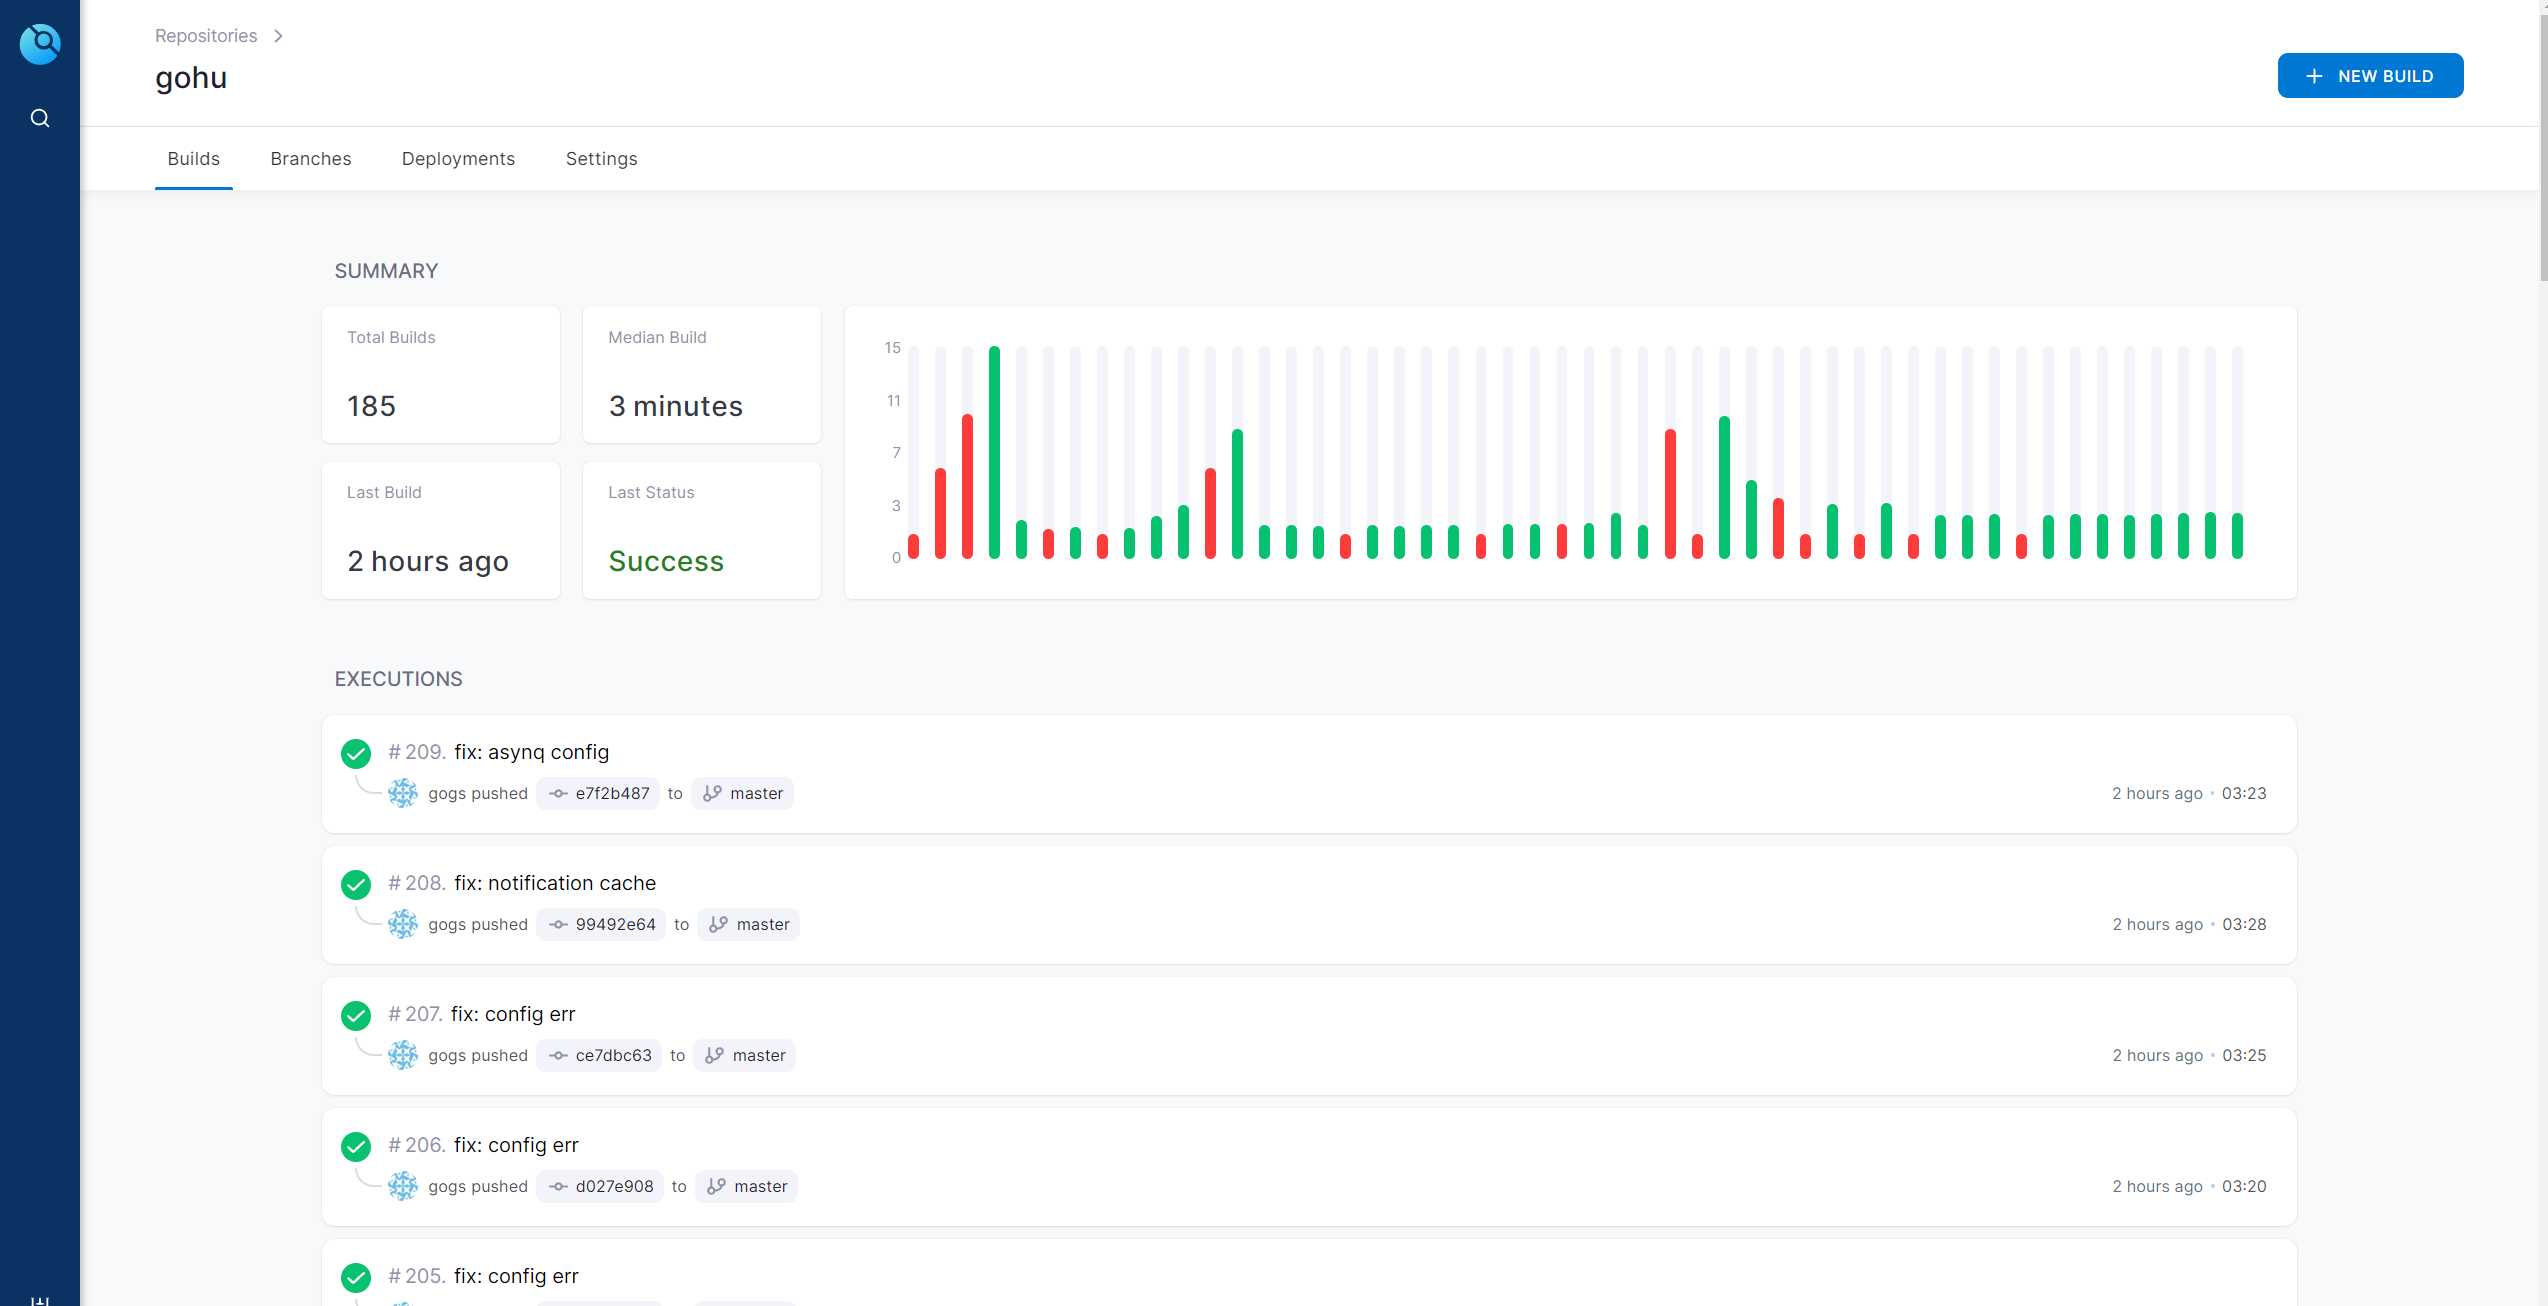 Repositories
gohu
NEW BUILD
Builds Branches Deployments Settings
SUMMARY
Total Builds
185
Median Build
3 minutes
Last Build
2 hours ago
Last Status
Success
15
11
7
3
0
EXECUTIONS
# 209. fix: asynq config
gogs pushed e7f2b487 to master 2 hours ago • 03:23
# 208. fix: notification cache
gogs pushed 99492e64 to master 2 hours ago • 03:28
# 207. fix: config err
gogs pushed ce7dbc63 to master 2 hours ago • 03:25
# 206. fix: config err
gogs pushed d027e908 to master 2 hours ago • 03:20
# 205. fix: config err